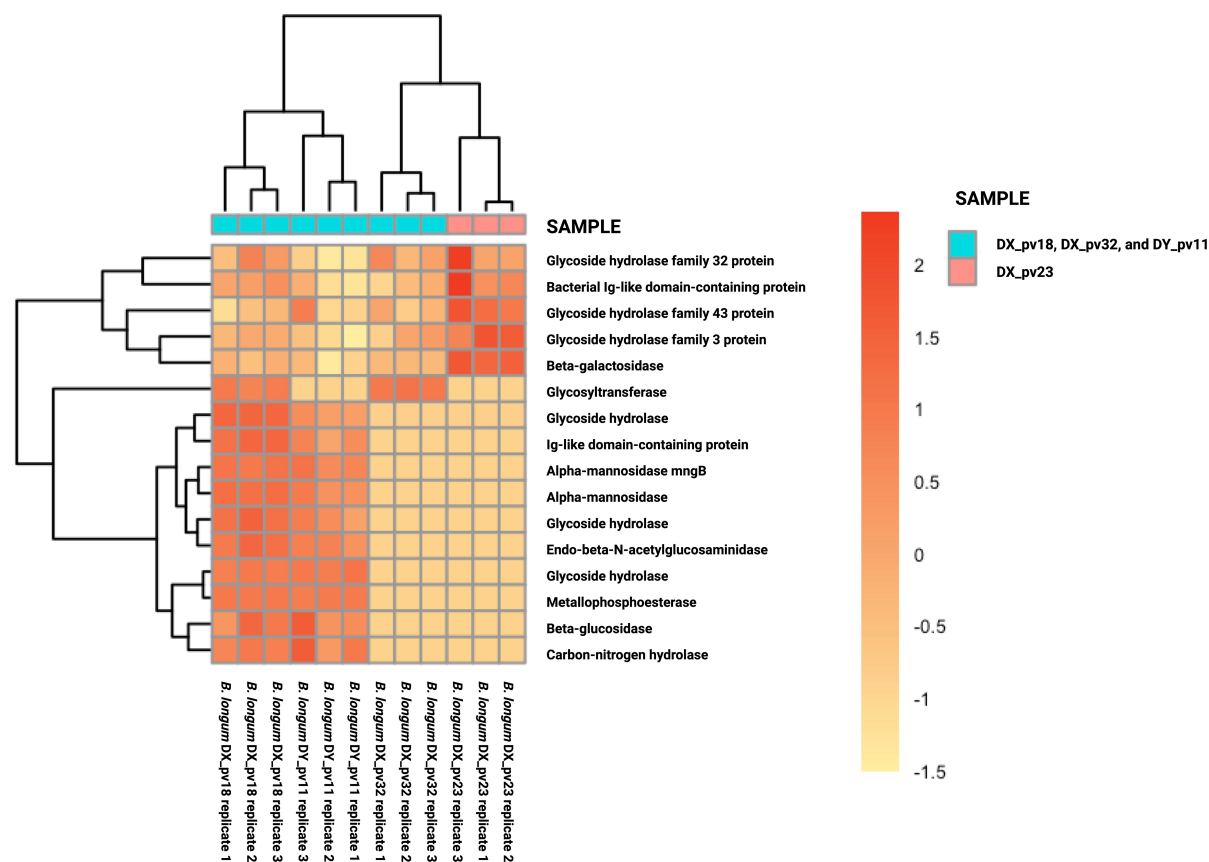 SAMPLE
SAMPLE
DX_pv18, DX_pv32, and DY_pv11
DX_pv23
Glycoside hydrolase family 32 protein
Bacterial Ig-like domain-containing protein
Glycoside hydrolase family 43 protein
Glycoside hydrolase family 3 protein
Beta-galactosidase
Glycosyltransferase
Glycoside hydrolase
Ig-like domain-containing protein
Alpha-mannosidase mngB
Alpha-mannosidase
Glycoside hydrolase
Endo-beta-N-acetylglucosaminidase
Glycoside hydrolase
Metallophosphoesterase
Beta-glucosidase
Carbon-nitrogen hydrolase
2
1.5
1
0.5
0
-0.5
-1
-1.5
B. longum DX_pv18 replicate 1
B. longum DX_pv18 replicate 2
B. longum DX_pv18 replicate 3
B. longum DY_pv11 replicate 3
B. longum DY_pv11 replicate 2
B. longum DY_pv11 replicate 1
B. longum DX_pv32 replicate 1
B. longum DX_pv32 replicate 2
B. longum DX_pv32 replicate 3
B. longum DX_pv23 replicate 3
B. longum DX_pv23 replicate 1
B. longum DX_pv23 replicate 2